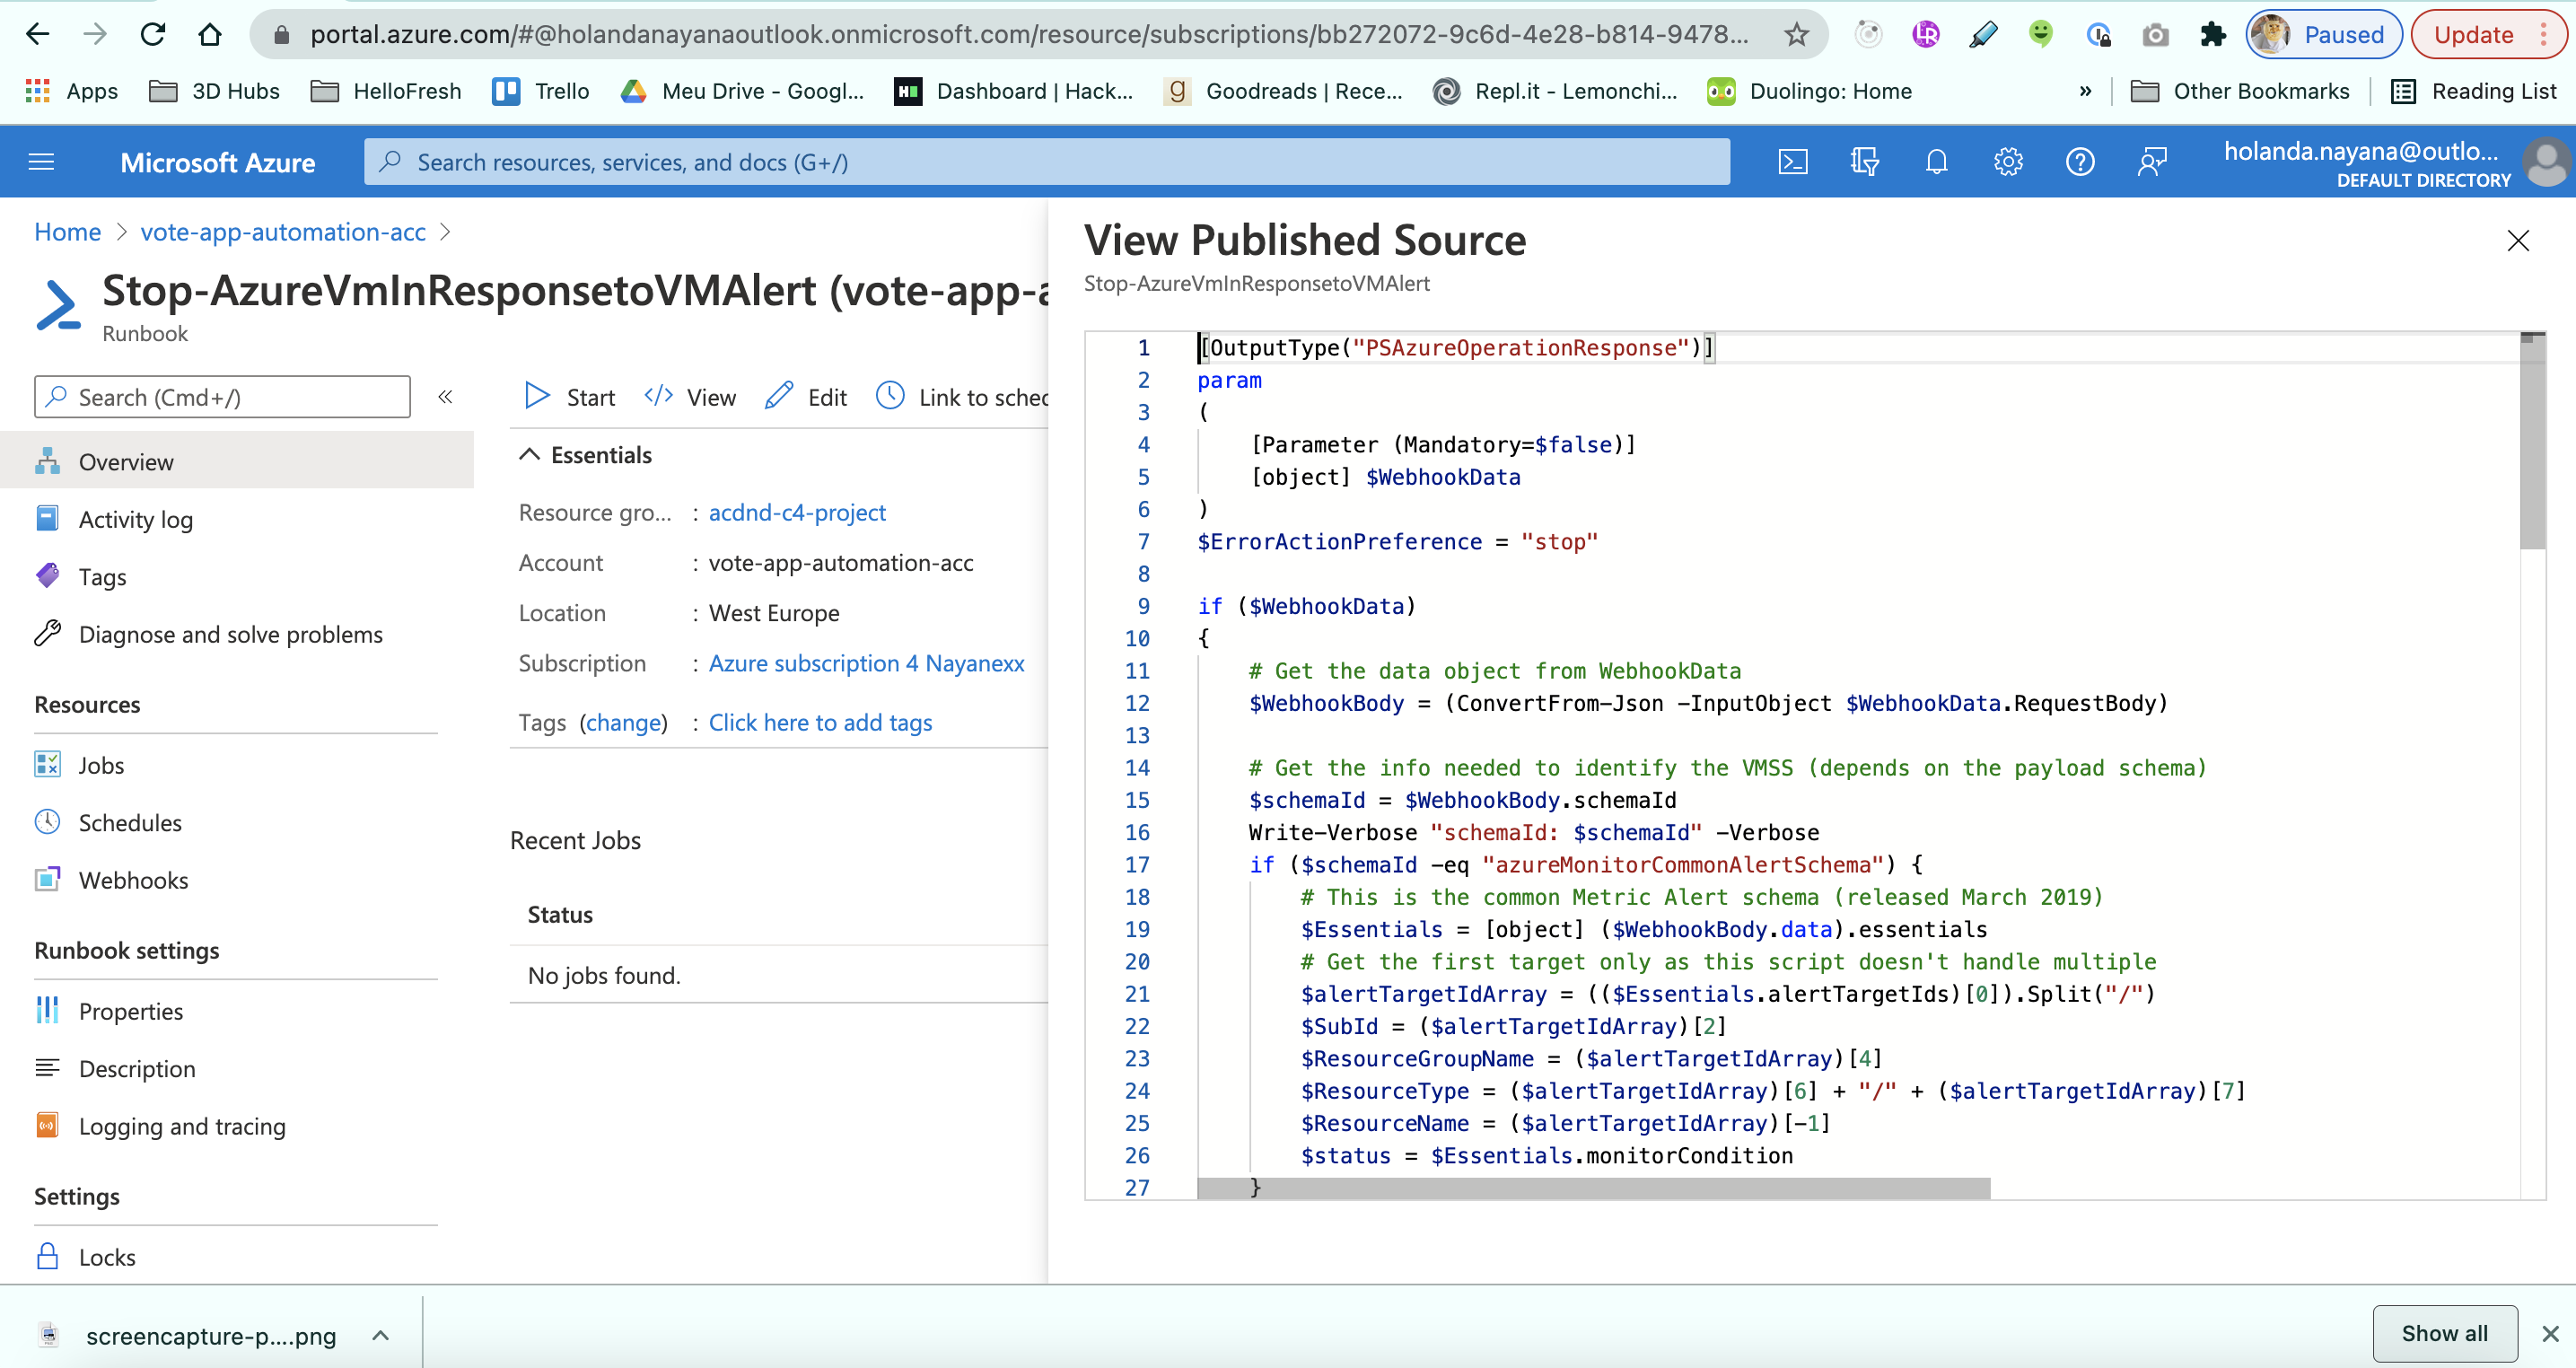 portal.azure.com/#@holandanayanaoutlook.onmicrosoft.com/resource/subscriptions/bb272072-9c6d-4e28-b814-9478...
Paused
Update
Apps
3D Hubs
HelloFresh
Trello
Meu Drive - Googl...
Dashboard | Hack...
Goodreads | Rece...
Repl.it - Lemonchi...
Duolingo: Home
»
Other Bookmarks
Reading List
Microsoft Azure
Search resources, services, and docs (G+/)
holanda.nayana@outlo...
DEFAULT DIRECTORY
Home > vote-app-automation-acc >
Stop-AzureVmInResponsetoVMAlert (vote-app-a
Runbook
Search (Cmd+/)
«
Overview
Activity log
Tags
Diagnose and solve problems
Resources
Jobs
Schedules
Webhooks
Runbook settings
Properties
Description
Logging and tracing
Settings
Locks
Start
View
Edit
Link to sched
Essentials
Resource gro... : acdnd-c4-project
Account : vote-app-automation-acc
Location : West Europe
Subscription : Azure subscription 4 Nayanexx
Tags (change) : Click here to add tags
Recent Jobs
Status
No jobs found.
View Published Source
Stop-AzureVmInResponsetoVMAlert
1 [OutputType("PSAzureOperationResponse")]
2 param
3 (
4     [Parameter (Mandatory=$false)]
5     [object] $WebhookData
6 )
7 $ErrorActionPreference = "stop"
8
9 if ($WebhookData)
10 {
11     # Get the data object from WebhookData
12     $WebhookBody = (ConvertFrom-Json -InputObject $WebhookData.RequestBody)
13
14     # Get the info needed to identify the VMSS (depends on the payload schema)
15     $schemaId = $WebhookBody.schemaId
16     Write-Verbose "schemaId: $schemaId" -Verbose
17     if ($schemaId -eq "azureMonitorCommonAlertSchema") {
18         # This is the common Metric Alert schema (released March 2019)
19         $Essentials = [object] ($WebhookBody.data).essentials
20         # Get the first target only as this script doesn't handle multiple
21         $alertTargetIdArray = (($Essentials.alertTargetIds)[0]).Split("/")
22         $SubId = ($alertTargetIdArray)[2]
23         $ResourceGroupName = ($alertTargetIdArray)[4]
24         $ResourceType = ($alertTargetIdArray)[6] + "/" + ($alertTargetIdArray)[7]
25         $ResourceName = ($alertTargetIdArray)[-1]
26         $status = $Essentials.monitorCondition
27     }
screencapture-p....png
Show all